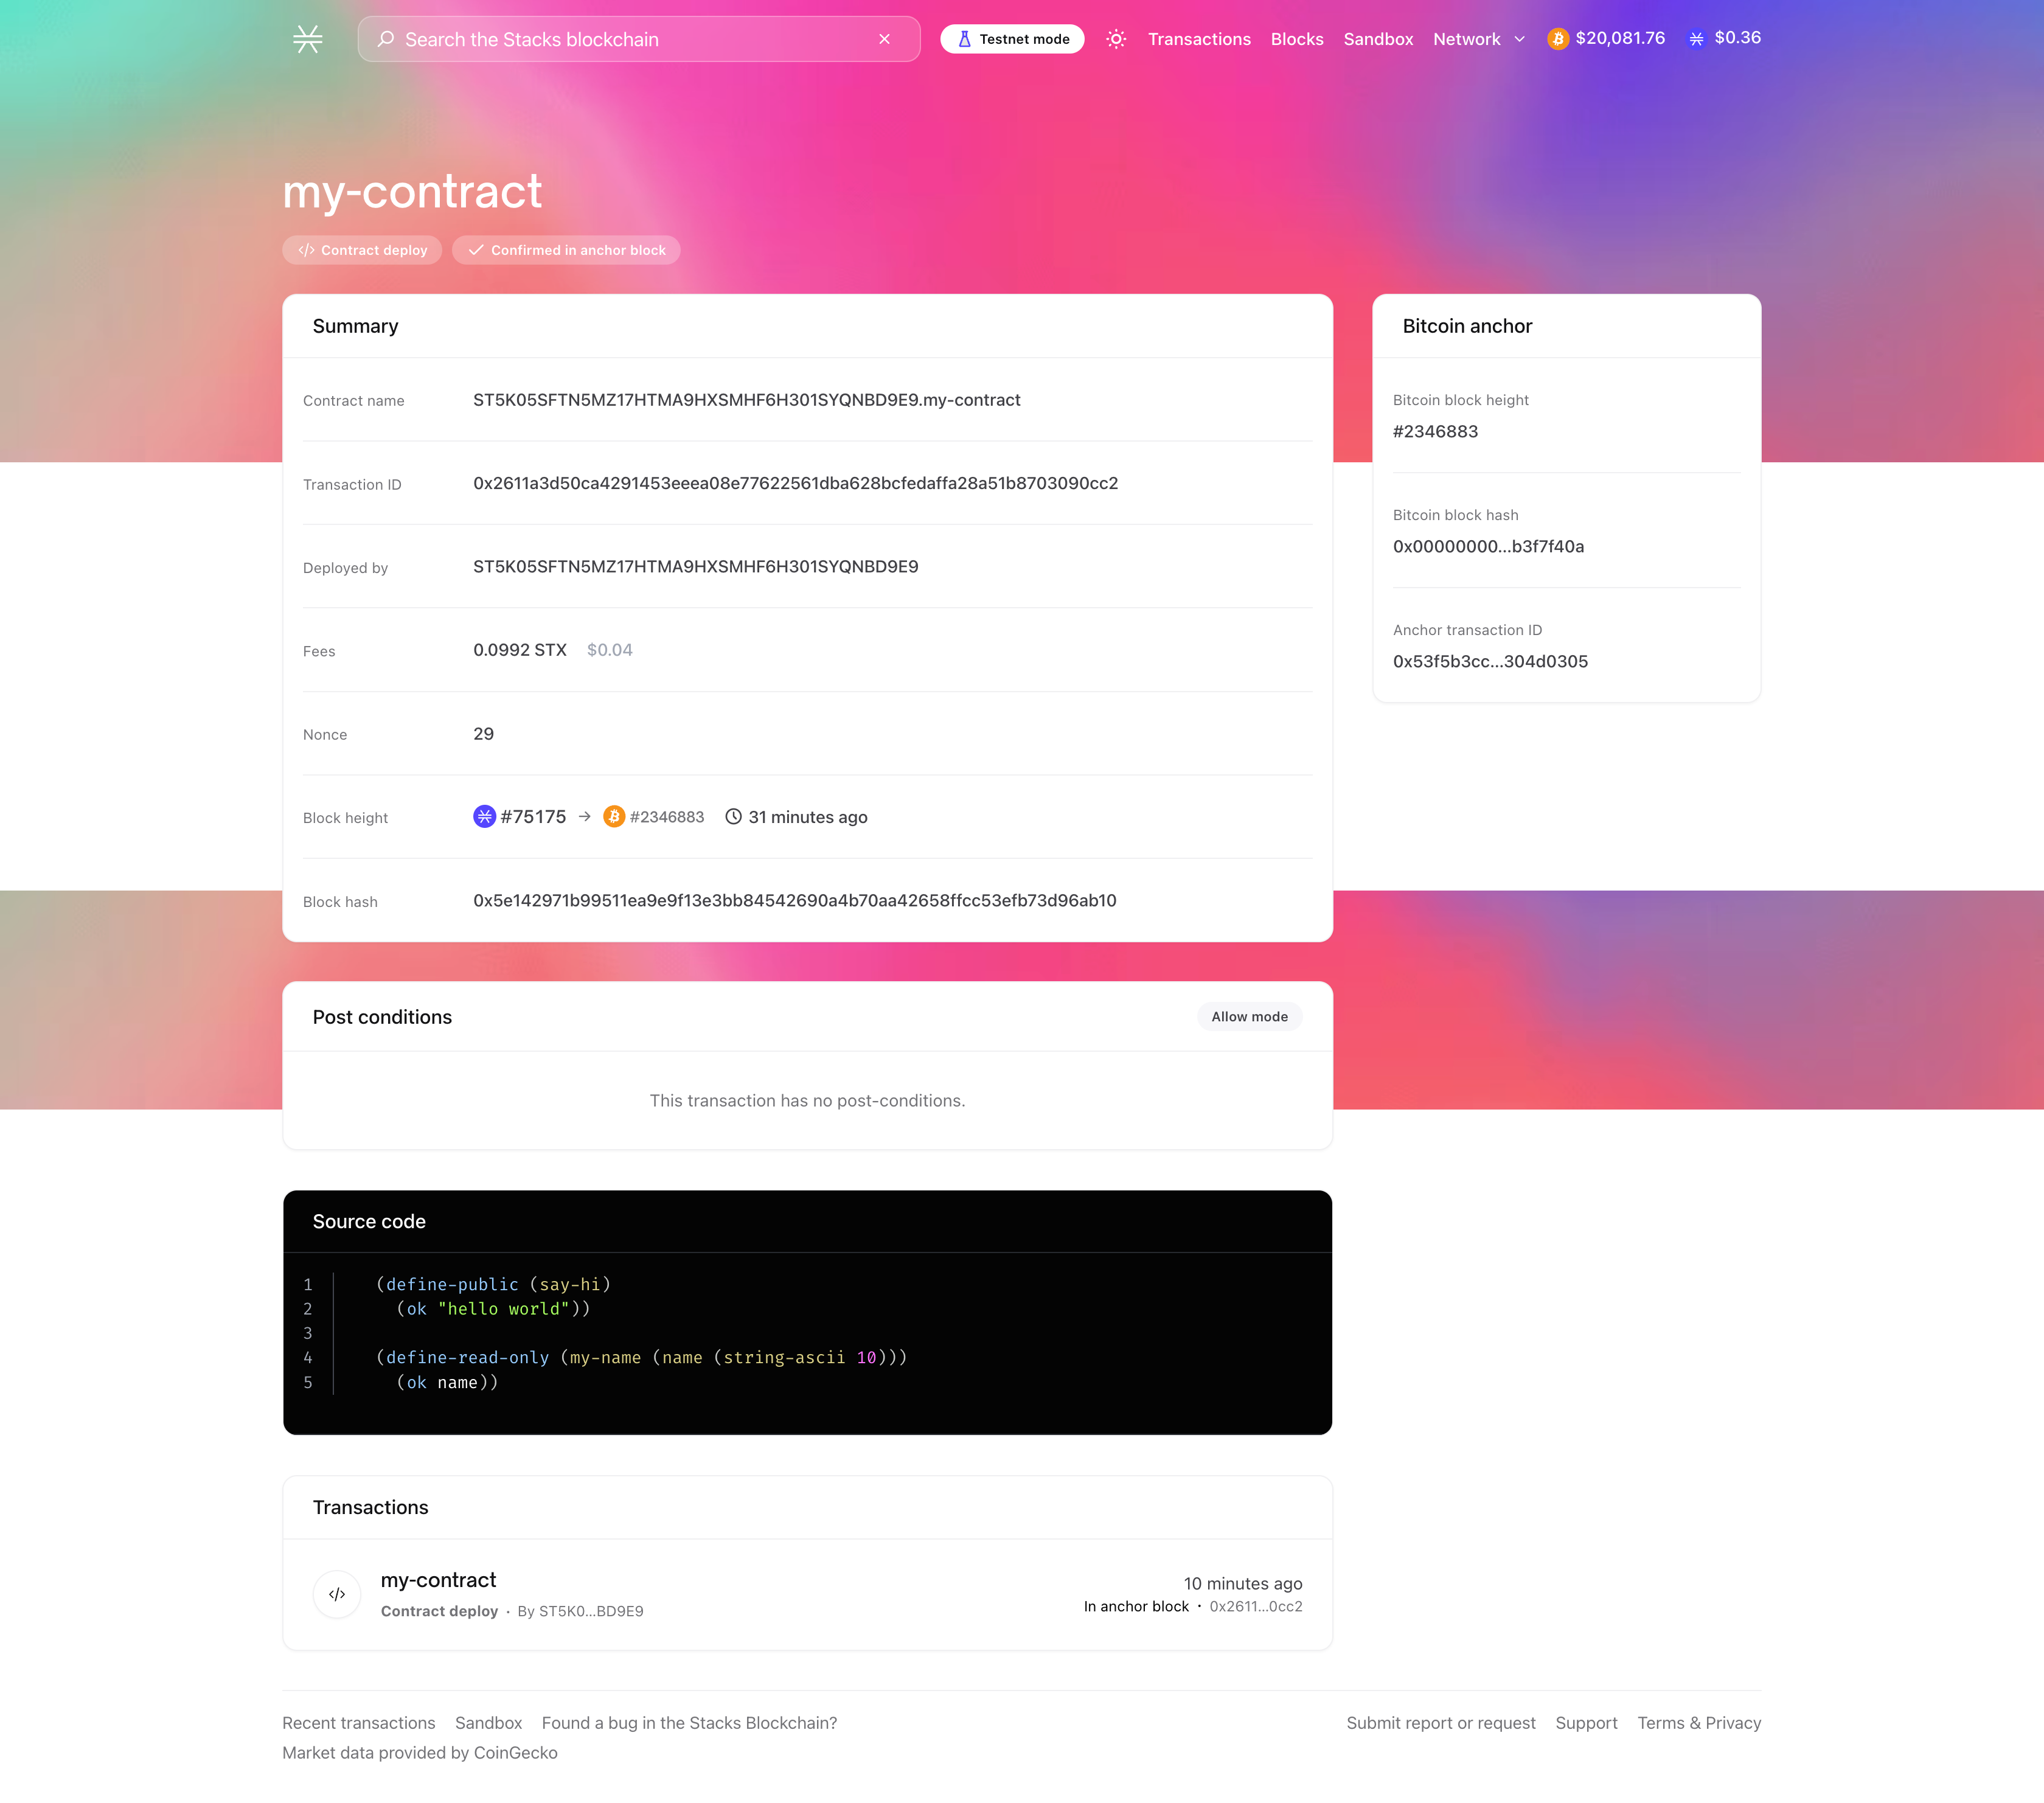 Search the Stacks blockchain
Testnet mode
Transactions
Blocks
Sandbox
Network
$20,081.76
$0.36
my-contract
Contract deploy
Confirmed in anchor block
Summary
Contract name
ST5K05SFTN5MZ17HTMA9HXSMHF6H301SYQNBD9E9.my-contract
Transaction ID
0x2611a3d50ca4291453eeea08e77622561dba628bcfedaffa28a51b8703090cc2
Deployed by
ST5K05SFTN5MZ17HTMA9HXSMHF6H301SYQNBD9E9
Fees
0.0992 STX $0.04
Nonce
29
Block height
#75175 → #2346883 31 minutes ago
Block hash
0x5e142971b99511ea9e9f13e3bb84542690a4b70aa42658ffcc53efb73d96ab10
Bitcoin anchor
Bitcoin block height
#2346883
Bitcoin block hash
0x00000000...b3f7f40a
Anchor transaction ID
0x53f5b3cc...304d0305
Post conditions
Allow mode
This transaction has no post-conditions.
Source code
1 (define-public (say-hi)
2 (ok "hello world"))
3
4 (define-read-only (my-name (name (string-ascii 10)))
5 (ok name))
Transactions
my-contract
Contract deploy · By ST5K0...BD9E9
10 minutes ago
In anchor block · 0x2611...0cc2
Recent transactions
Sandbox
Found a bug in the Stacks Blockchain?
Submit report or request
Support
Terms & Privacy
Market data provided by CoinGecko